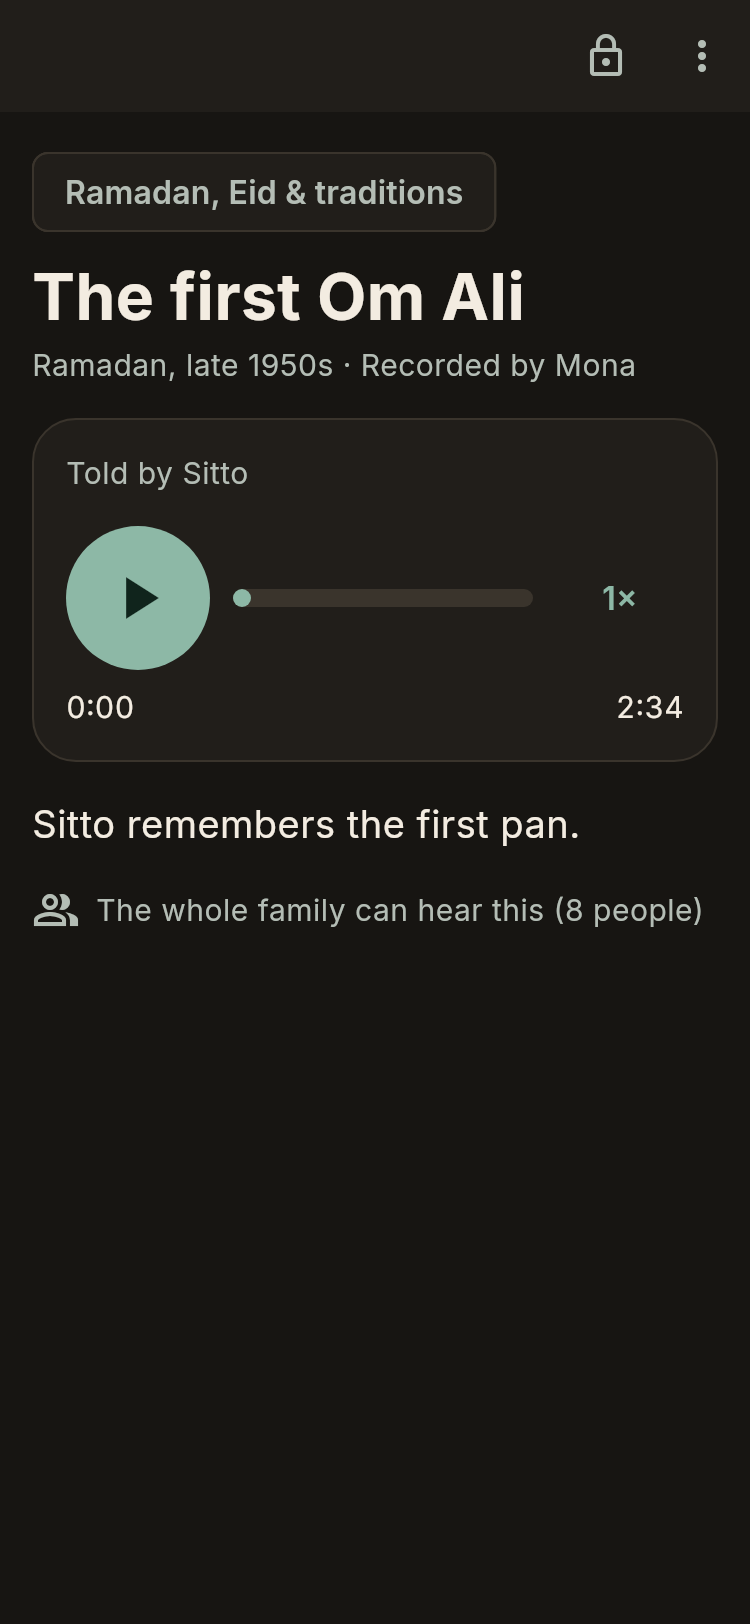 Ramadan, Eid & traditions
The first Om Ali
Ramadan, late 1950s · Recorded by Mona
Told by Sitto
1×
0:00
2:34
Sitto remembers the first pan.
The whole family can hear this (8 people)